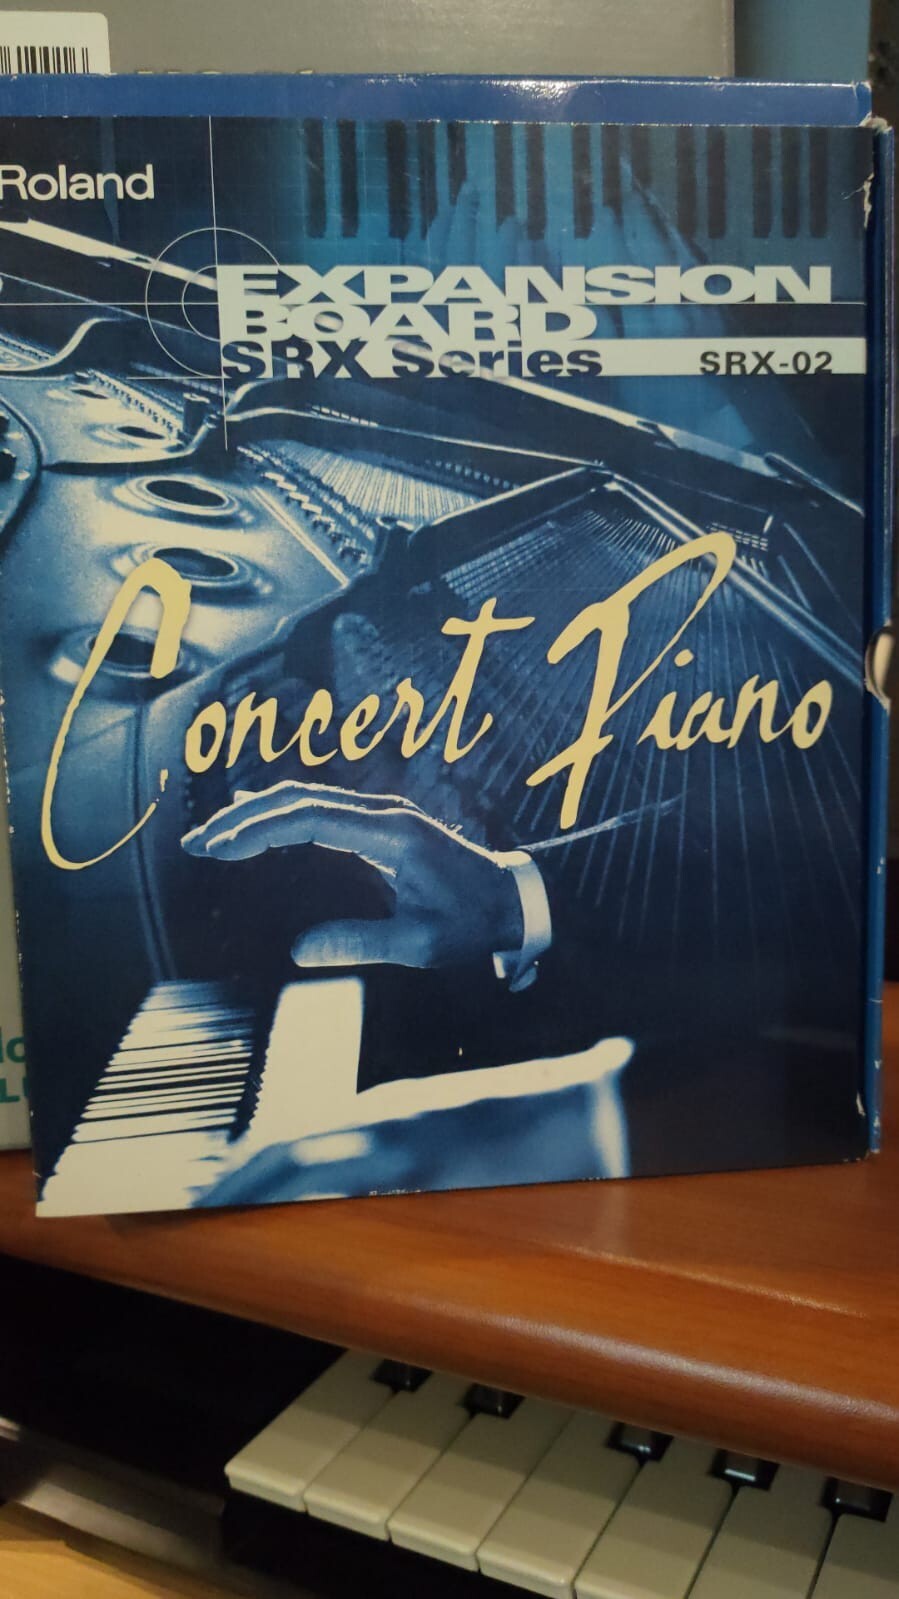 Roland
EXPANSION
BOARD
SRX Series SRX-02
Concert Piano